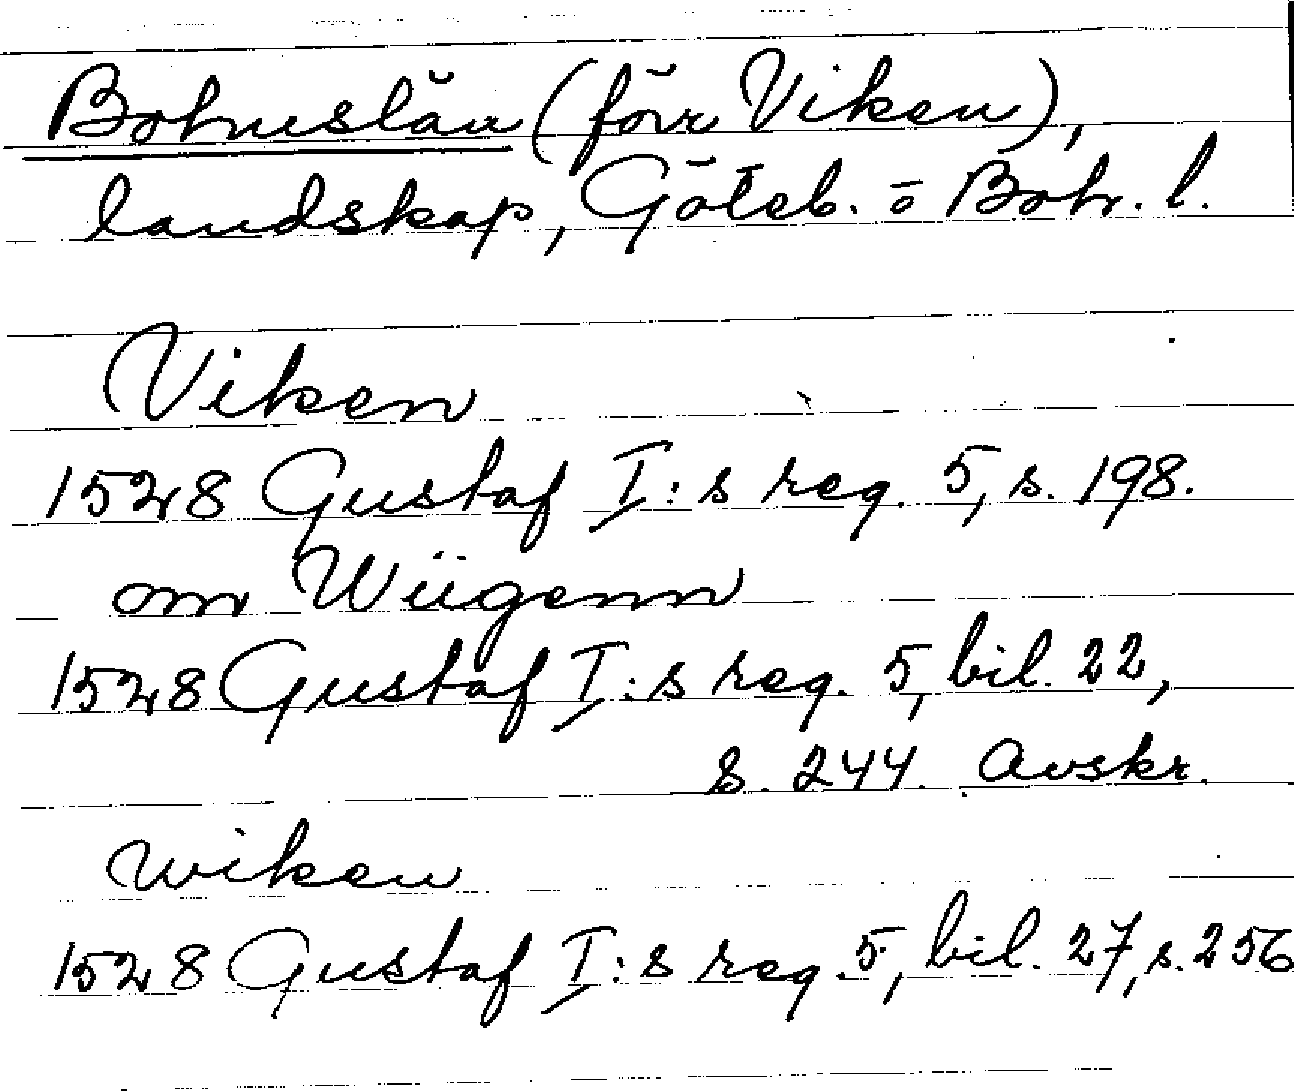 Bohuslän (förr Viken),
landskap, Göteb. o Boh. l.
Viken
1528 Gustaf I:s reg. 5, s. 198.
om Wiigenn
1528 Gustaf I:s reg. 5, bil. 22,
s. 244. Avskr.
wiken
1528 Gustaf I:s reg. 5, bil. 27, s. 256